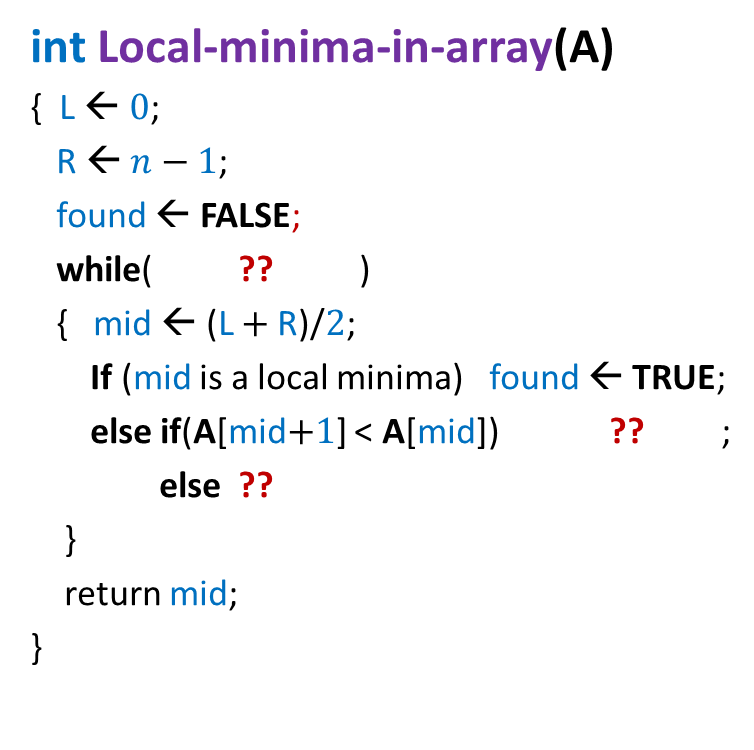 int Local-minima-in-array(A)
{ L ← 0;
R ← n − 1;
found ← FALSE;
while( ?? )
{ mid ← (L + R)/2;
If (mid is a local minima) found ← TRUE;
else if(A[mid+1] < A[mid]) ?? ;
else ??
}
return mid;
}